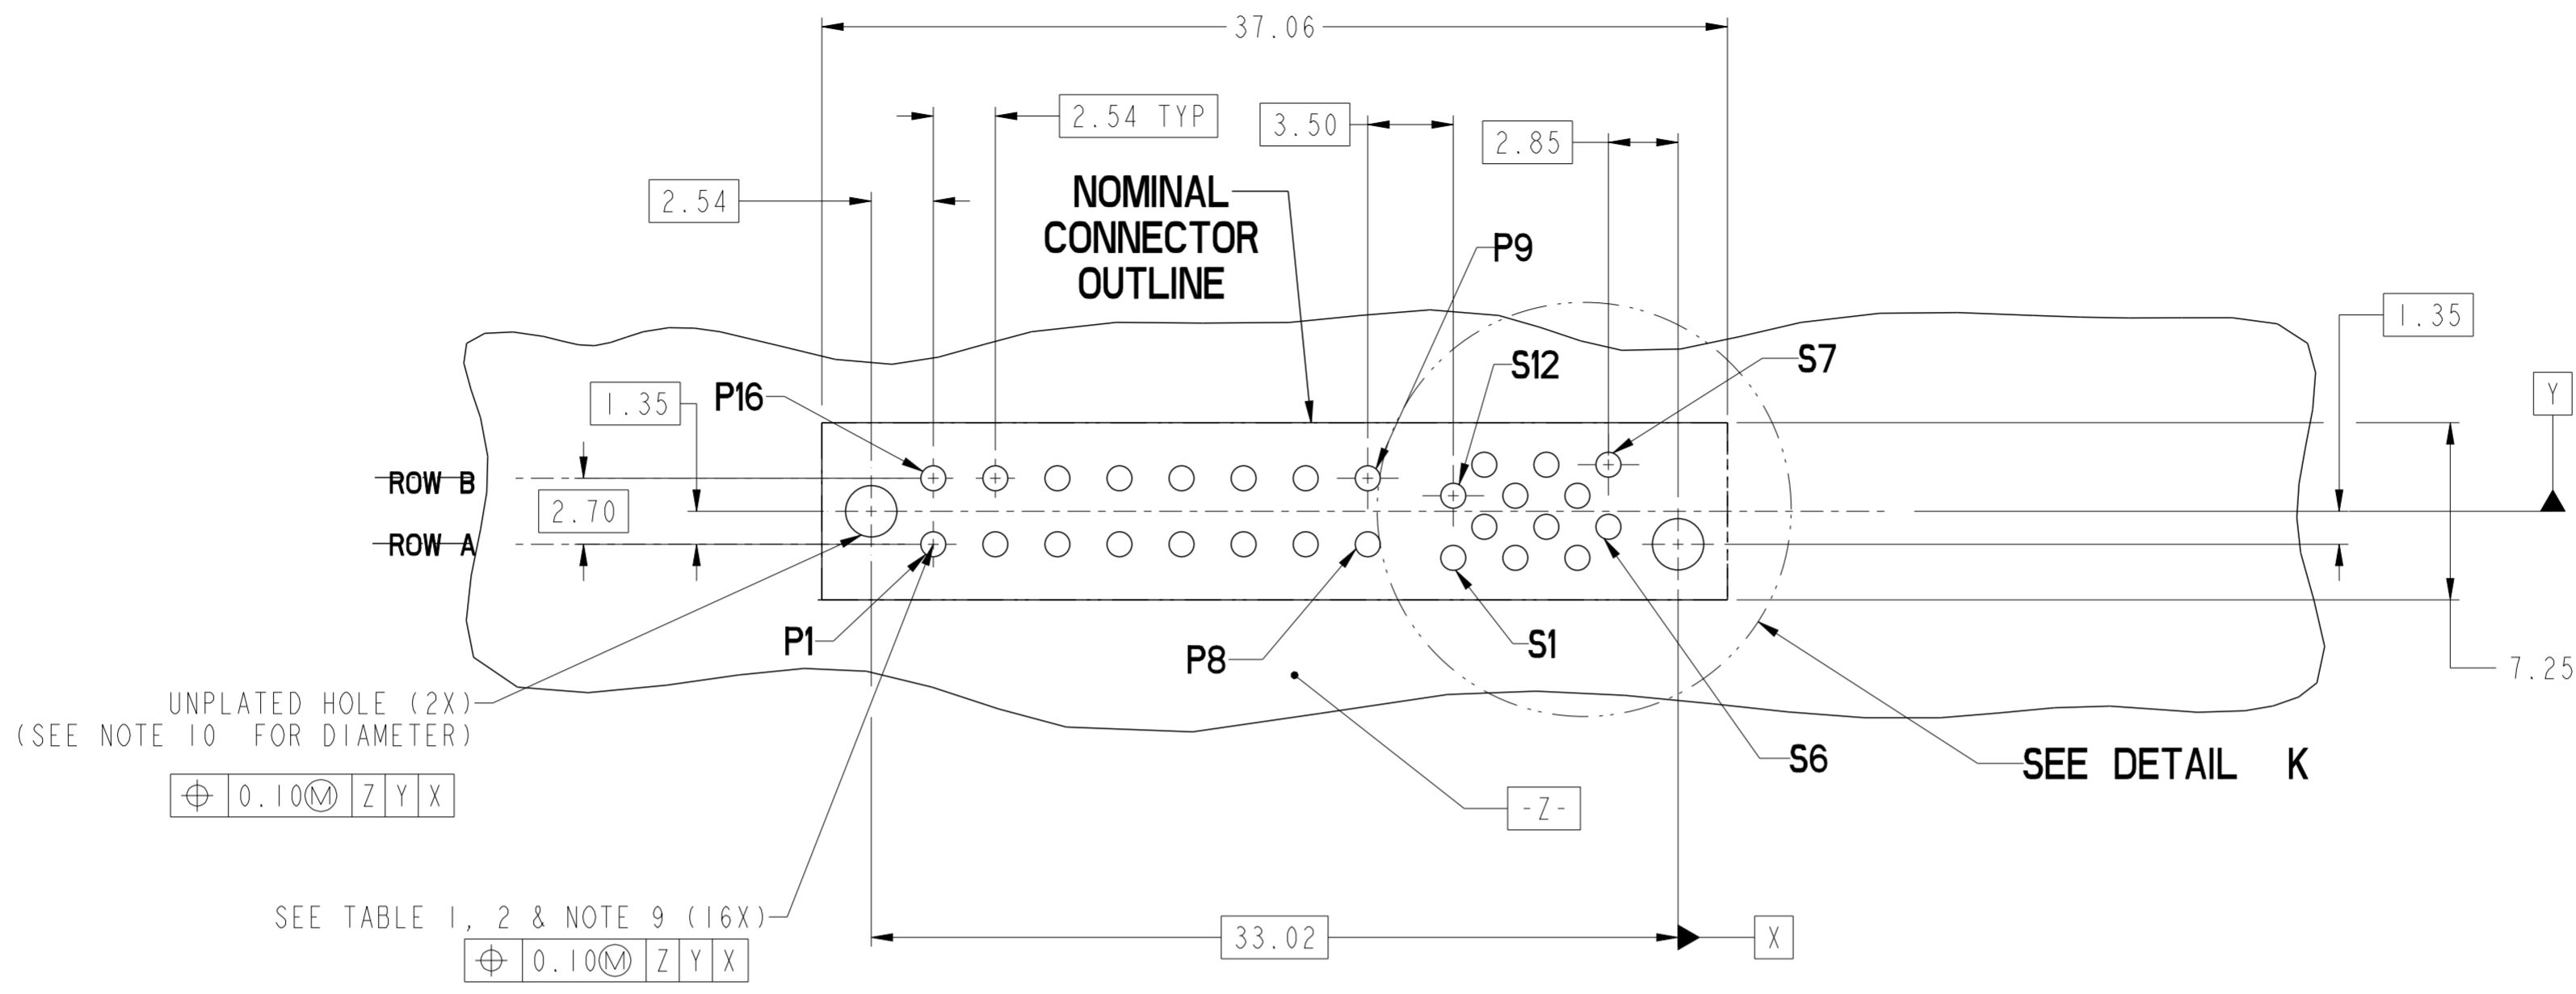 37.06
2.54 TYP
3.50
2.85
2.54
NOMINAL
CONNECTOR
OUTLINE
P9
1.35
S12
S7
Y
1.35
P16
ROW B
2.70
ROW A
P1
P8
S1
7.25
UNPLATED HOLE (2X)
(SEE NOTE 10 FOR DIAMETER)
S6
SEE DETAIL K
⌖ 0.10Ⓜ Z Y X
-Z-
SEE TABLE 1, 2 & NOTE 9 (16X)
33.02
X
⌖ 0.10Ⓜ Z Y X